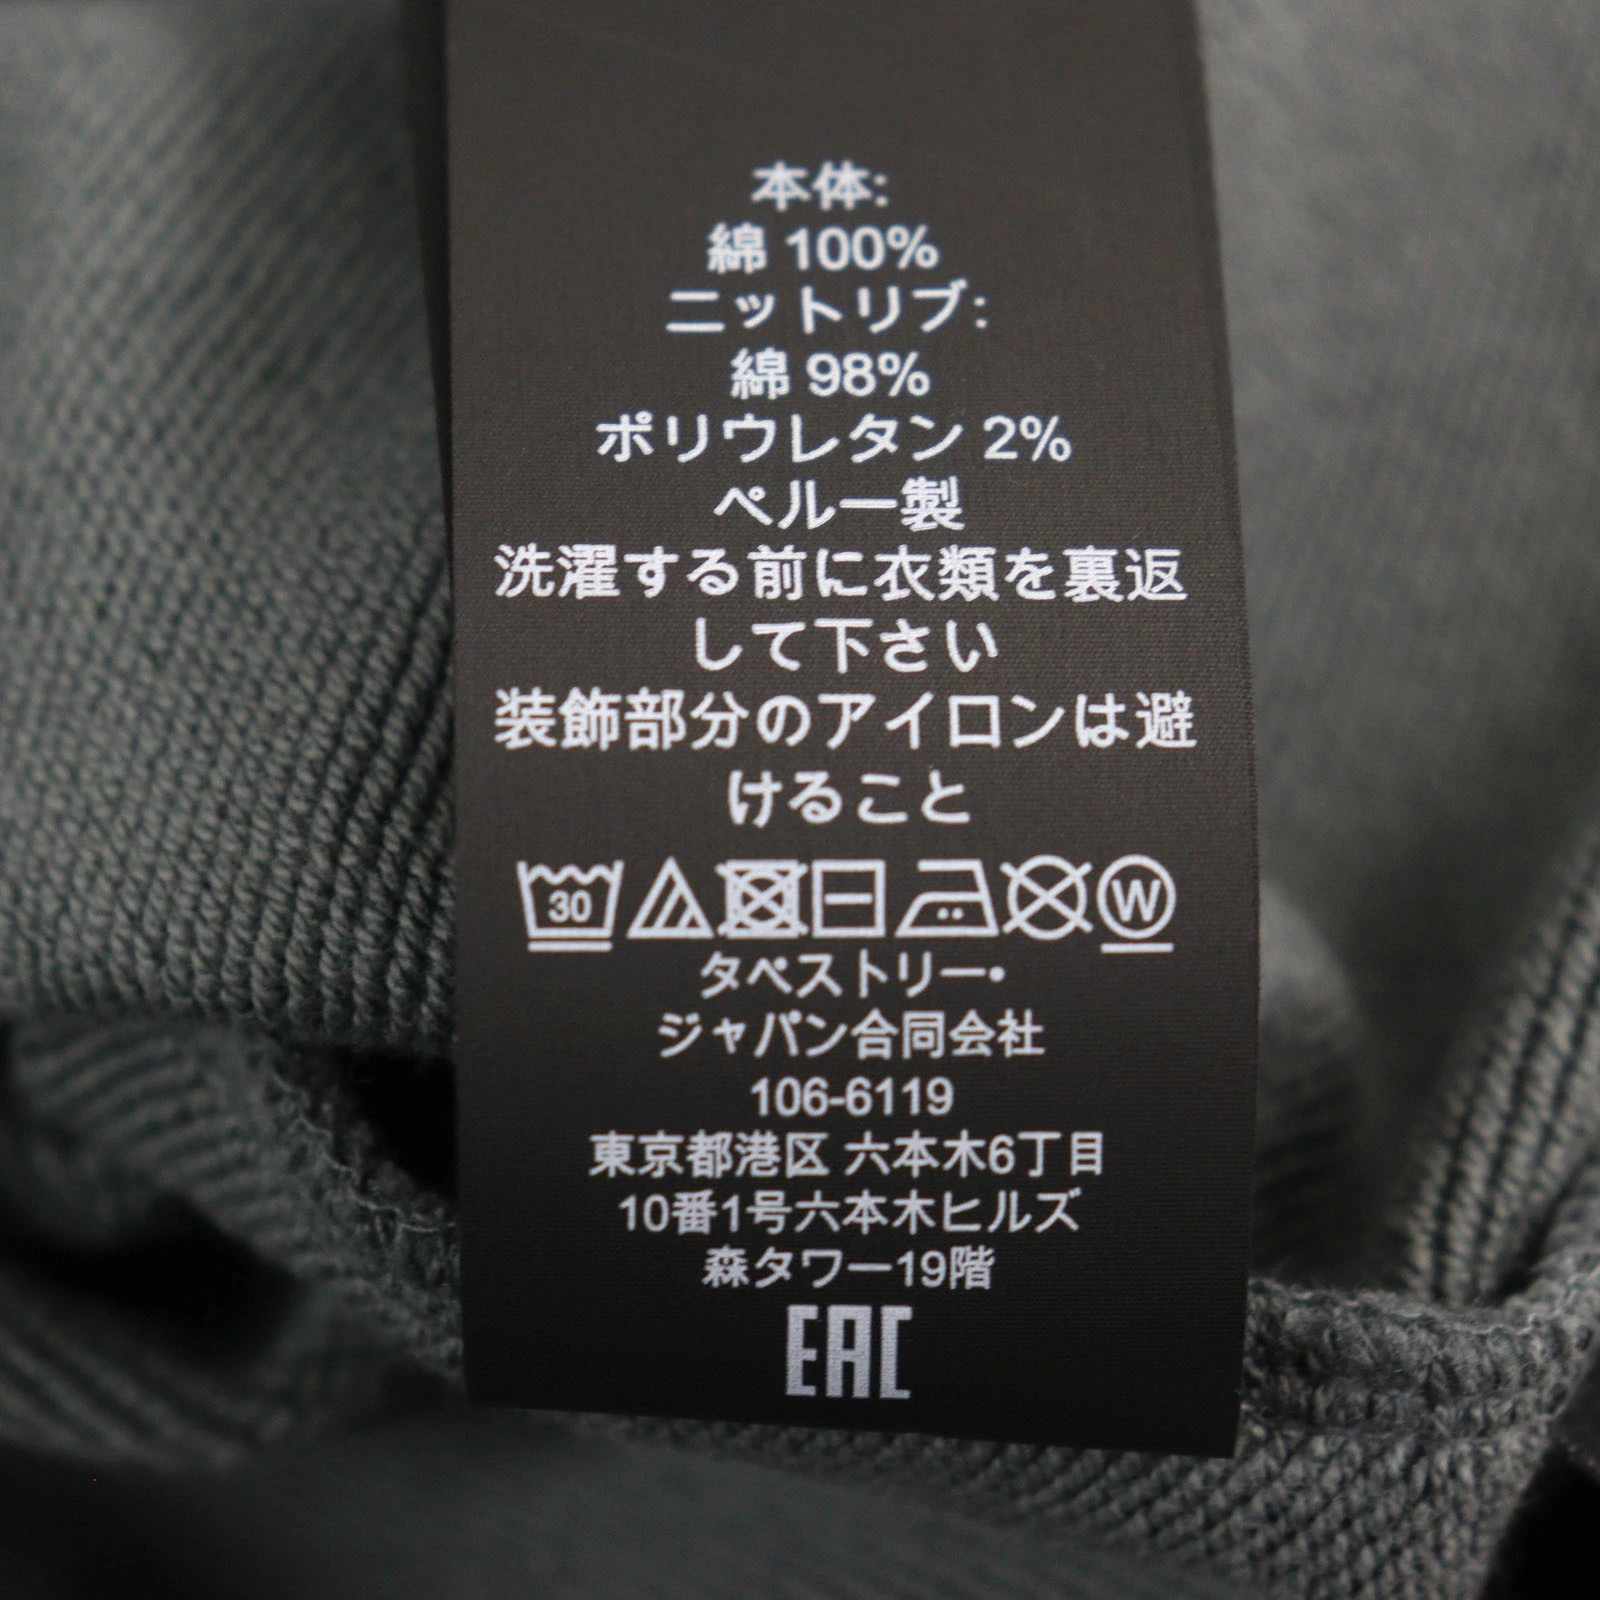 本体:
綿 100%
ニットリブ:
綿 98%
ポリウレタン 2%
ペルー製
洗濯する前に衣類を裏返
して下さい
装飾部分のアイロンは避
けること
30 W
タペストリー•
ジャパン合同会社
106-6119
東京都港区 六本木6丁目
10番1号六本木ヒルズ
森タワー19階
EAC